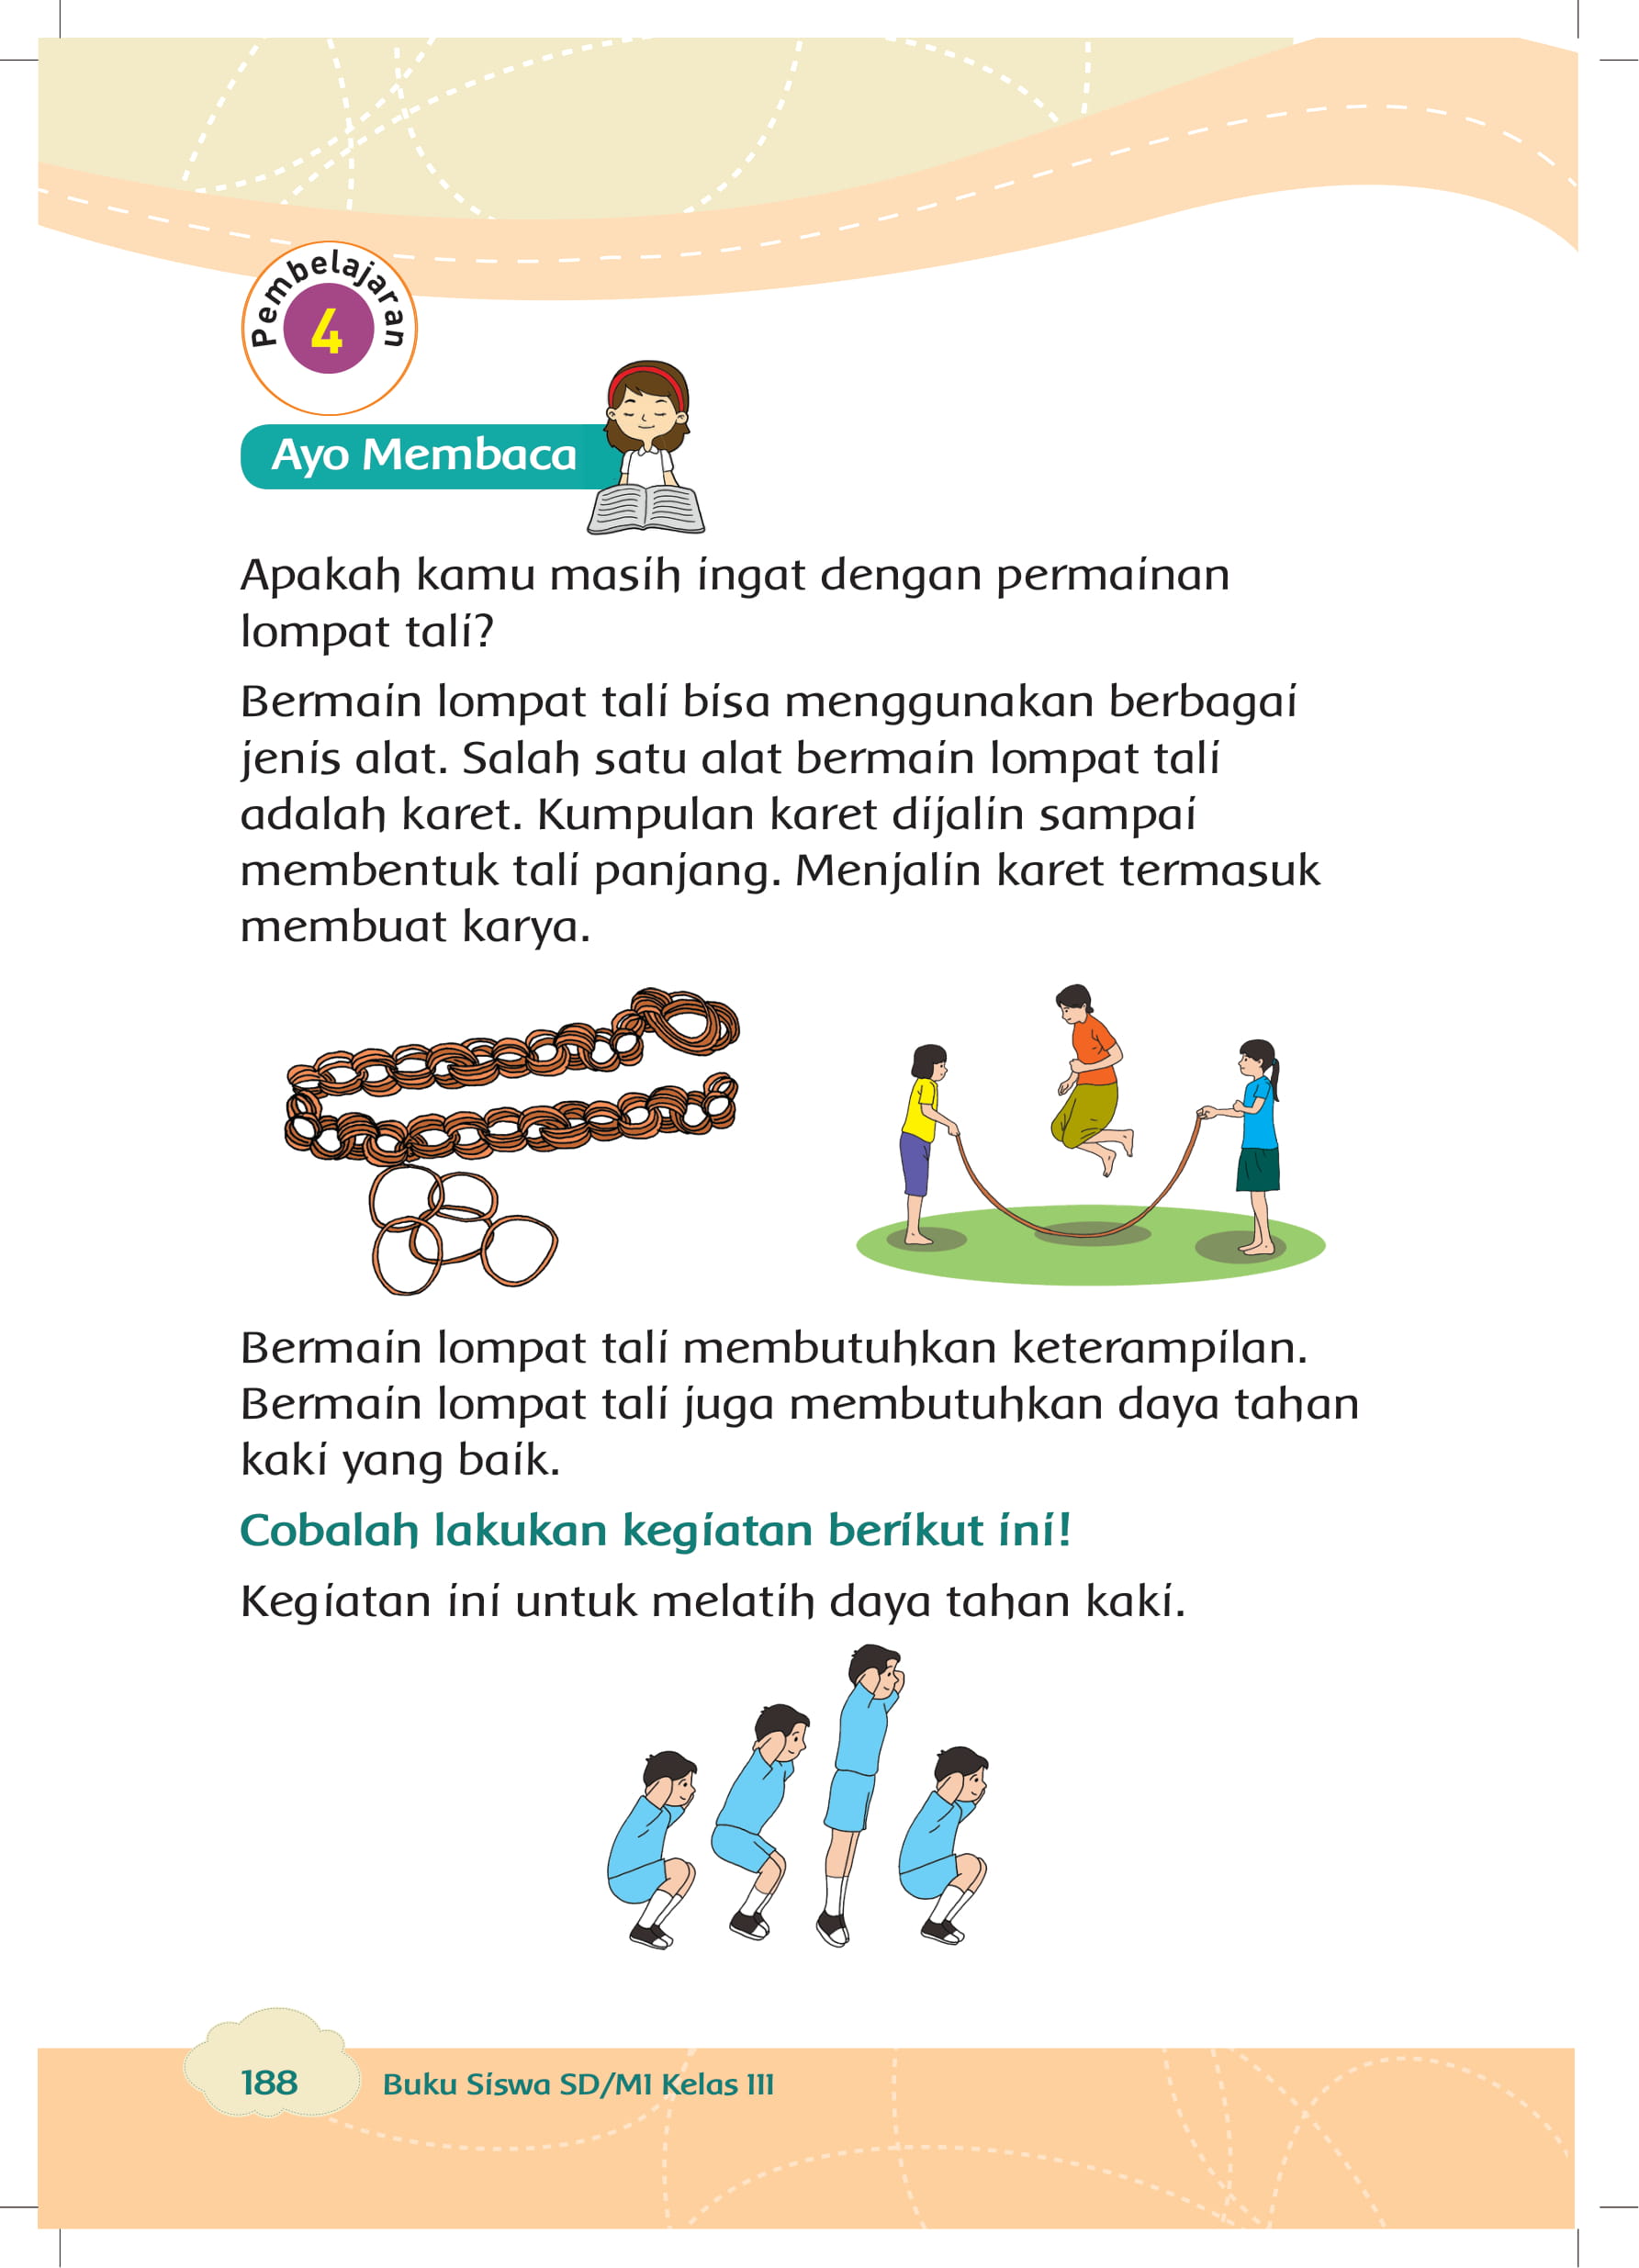 Pembelajaran
4
Ayo Membaca
Apakah kamu masih ingat dengan permainan
lompat tali?
Bermain lompat tali bisa menggunakan berbagai
jenis alat. Salah satu alat bermain lompat tali
adalah karet. Kumpulan karet dijalin sampai
membentuk tali panjang. Menjalin karet termasuk
membuat karya.
Bermain lompat tali membutuhkan keterampilan.
Bermain lompat tali juga membutuhkan daya tahan
kaki yang baik.
Cobalah lakukan kegiatan berikut ini!
Kegiatan ini untuk melatih daya tahan kaki.
188
Buku Siswa SD/MI Kelas III